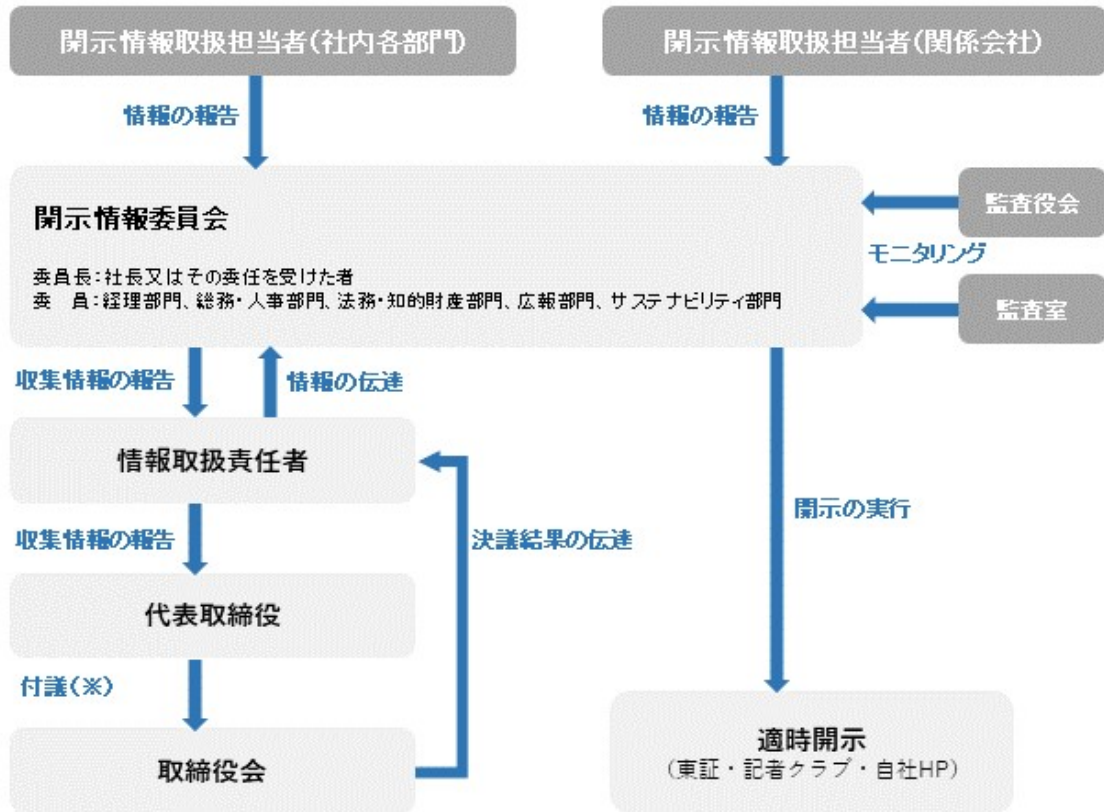 開示情報取扱担当者(社内各部門)
開示情報取扱担当者(関係会社)
情報の報告
情報の報告
開示情報委員会
委員長:社長又はその委任を受けた者
委　員:経理部門、総務・人事部門、法務・知的財産部門、広報部門、サステナビリティ部門
監査役会
モニタリング
監査室
収集情報の報告
情報の伝達
情報取扱責任者
収集情報の報告
決議結果の伝達
開示の実行
代表取締役
付議(※)
取締役会
適時開示
(東証・記者クラブ・自社HP)